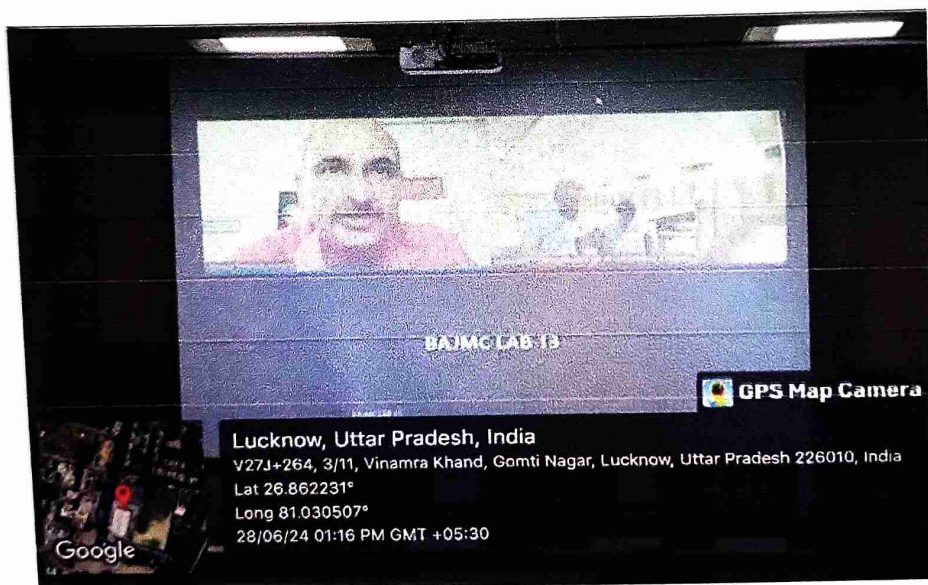 BAJMC LAB 13
GPS Map Camera
Lucknow, Uttar Pradesh, India
V27J+264, 3/11, Vinamra Khand, Gomti Nagar, Lucknow, Uttar Pradesh 226010, India
Lat 26.862231°
Long 81.030507°
28/06/24 01:16 PM GMT +05:30
Google